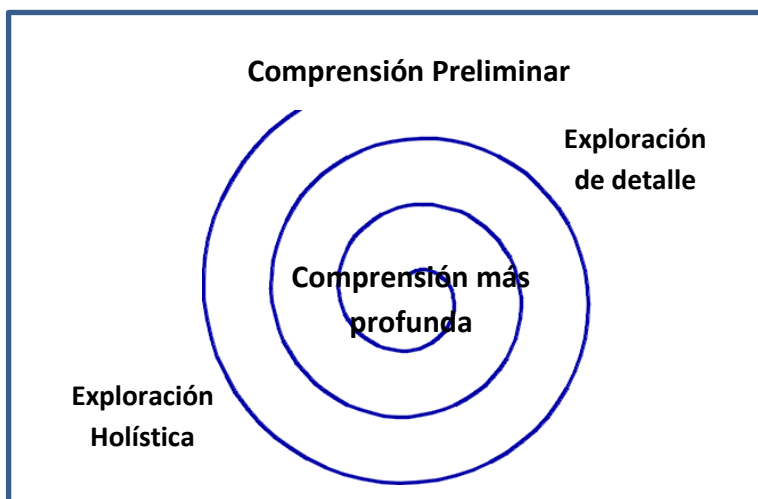 Comprensión Preliminar
Exploración
de detalle
Comprensión más
profunda
Exploración
Holística